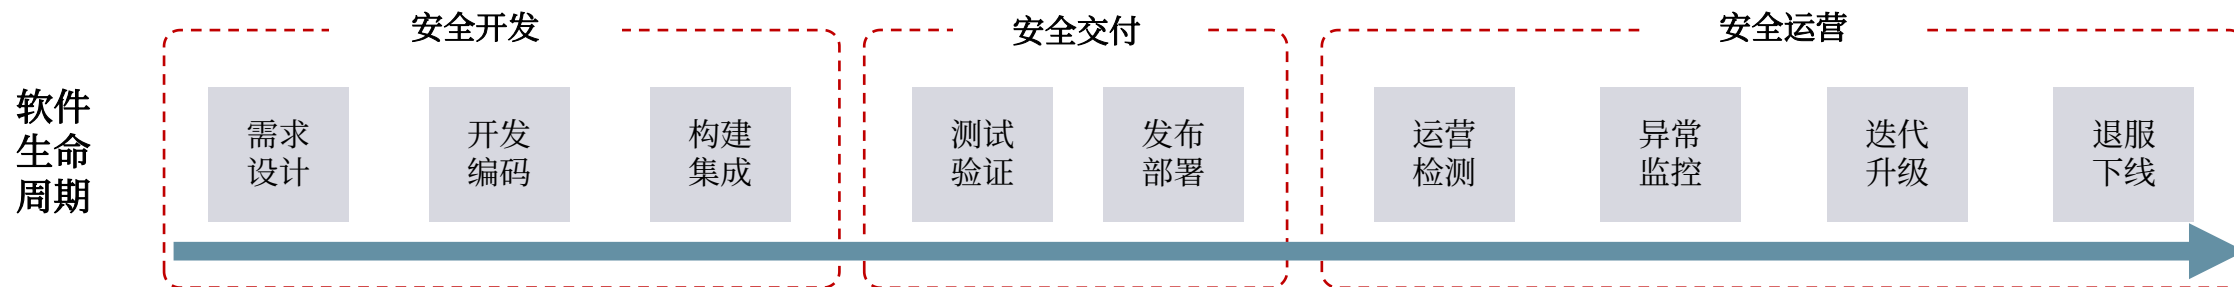 安全开发
安全交付
安全运营
软件
生命
周期
需求
设计
开发
编码
构建
集成
测试
验证
发布
部署
运营
检测
异常
监控
迭代
升级
退服
下线